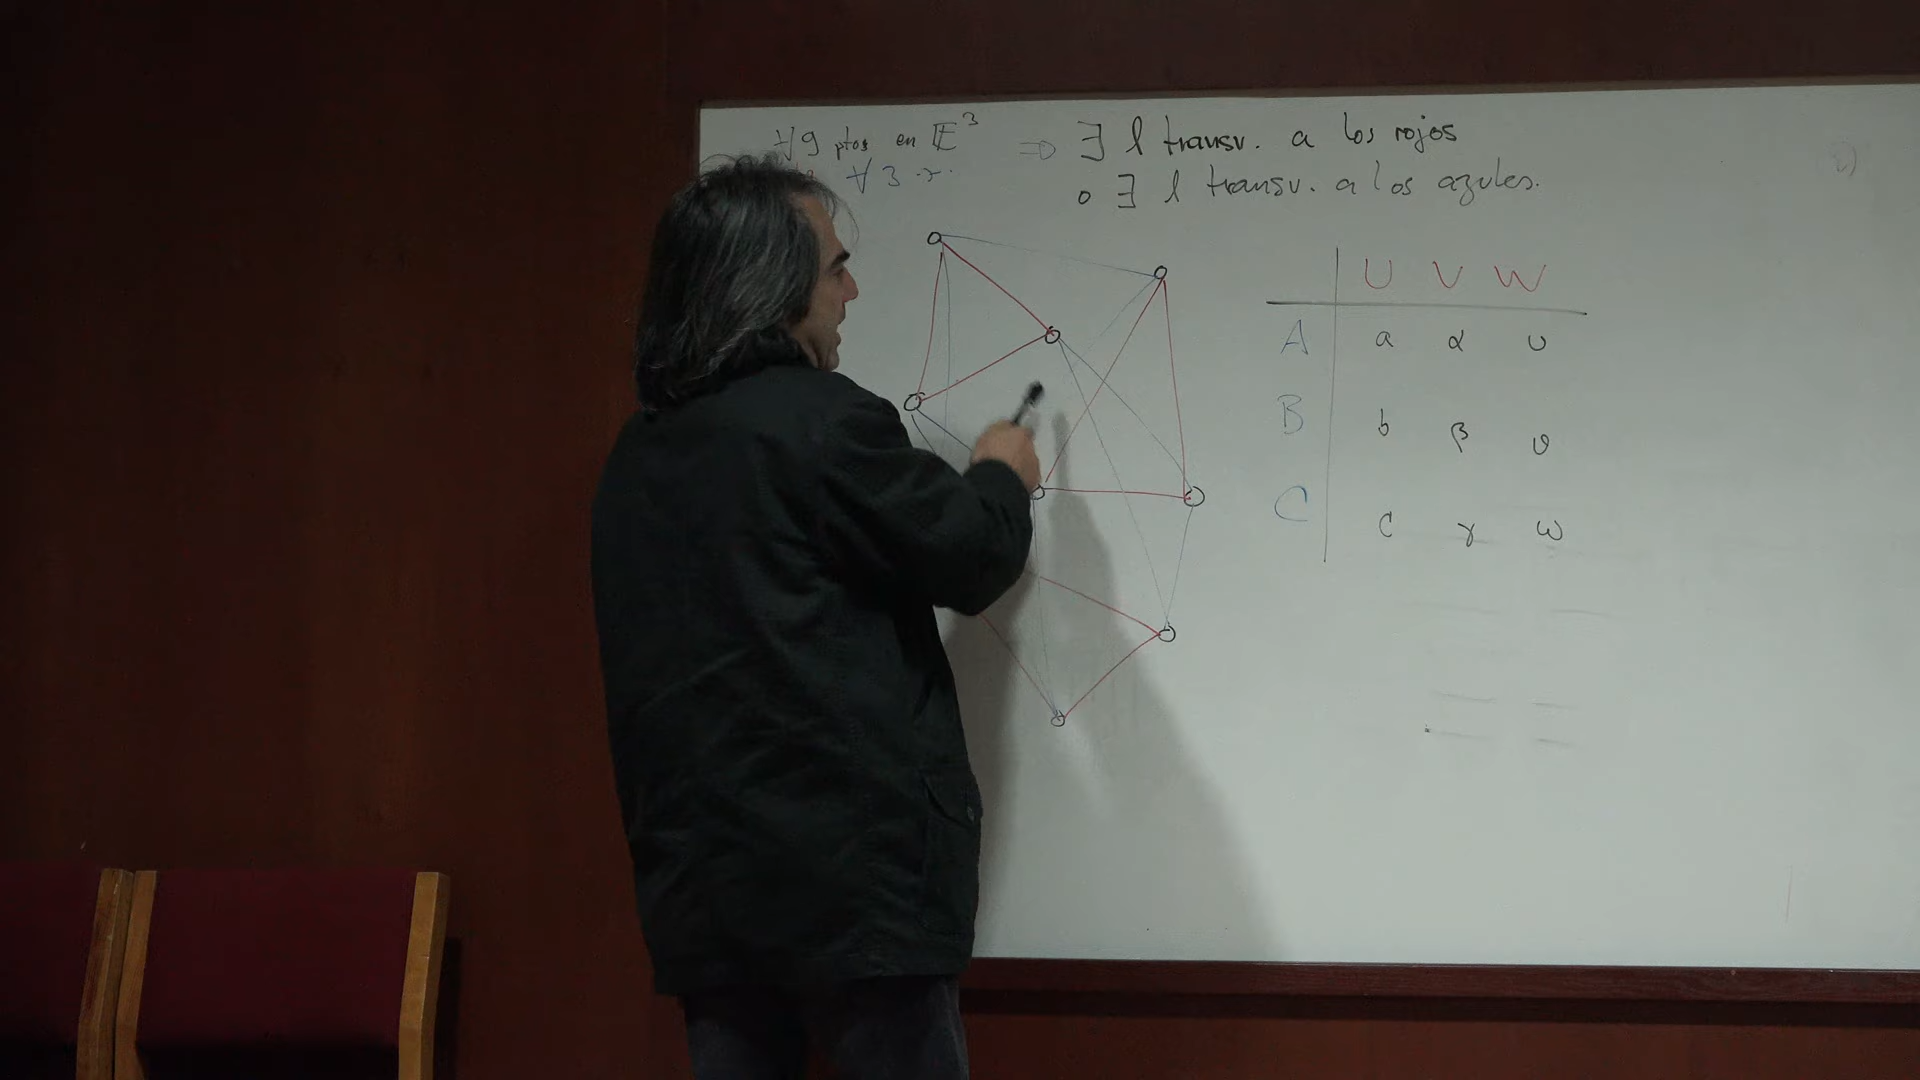 ∀ 9 ptos en 𝔼³ ⇒ ∃ l transv. a los rojos
∀ 3
o ∃ l transv. a los azules.
U V W
A a α υ
B b β ϑ
C c γ ω